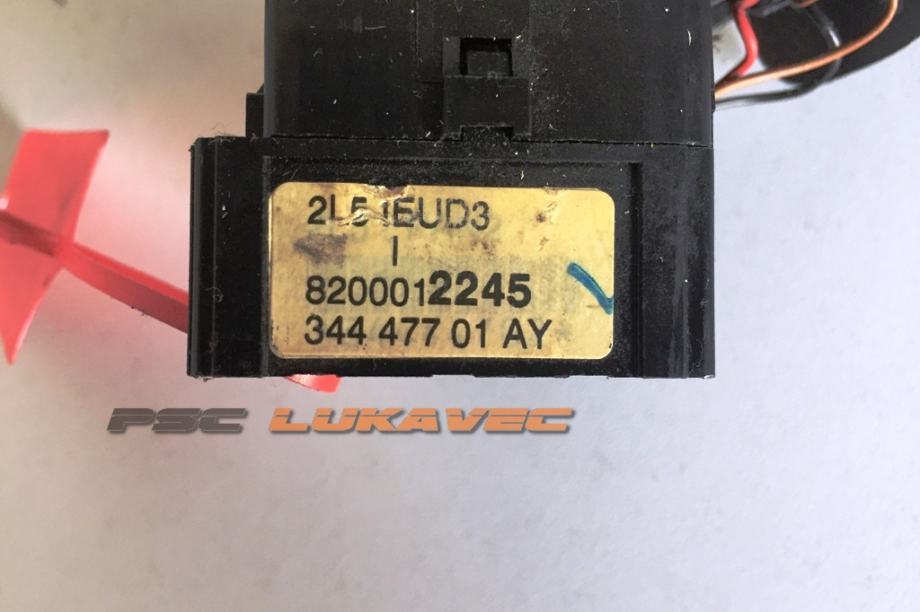 I
8200012245
344 477 01 AY
PSC LUKAVEC